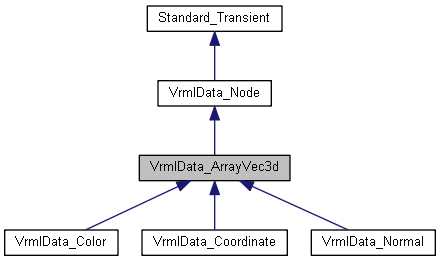 Standard_Transient
VrmlData_Node
VrmlData_ArrayVec3d
VrmlData_Color
VrmlData_Coordinate
VrmlData_Normal